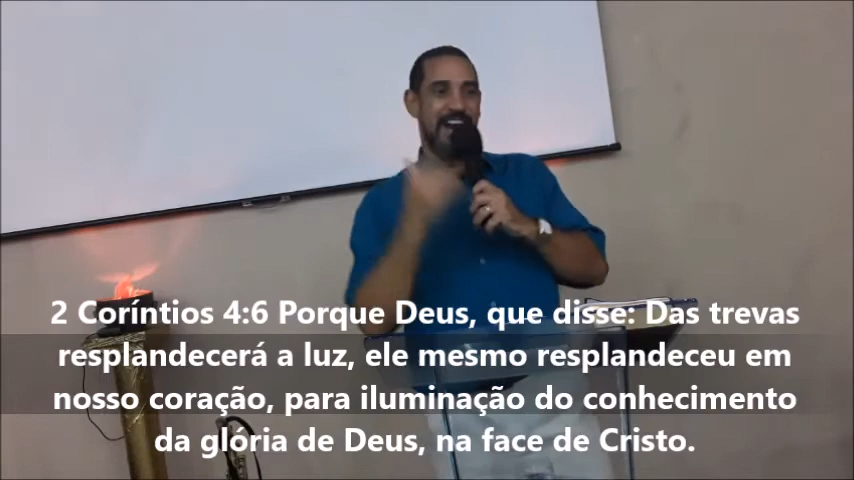 2 Coríntios 4:6 Porque Deus, que disse: Das trevas
resplandecerá a luz, ele mesmo resplandeceu em
nosso coração, para iluminação do conhecimento
da glória de Deus, na face de Cristo.